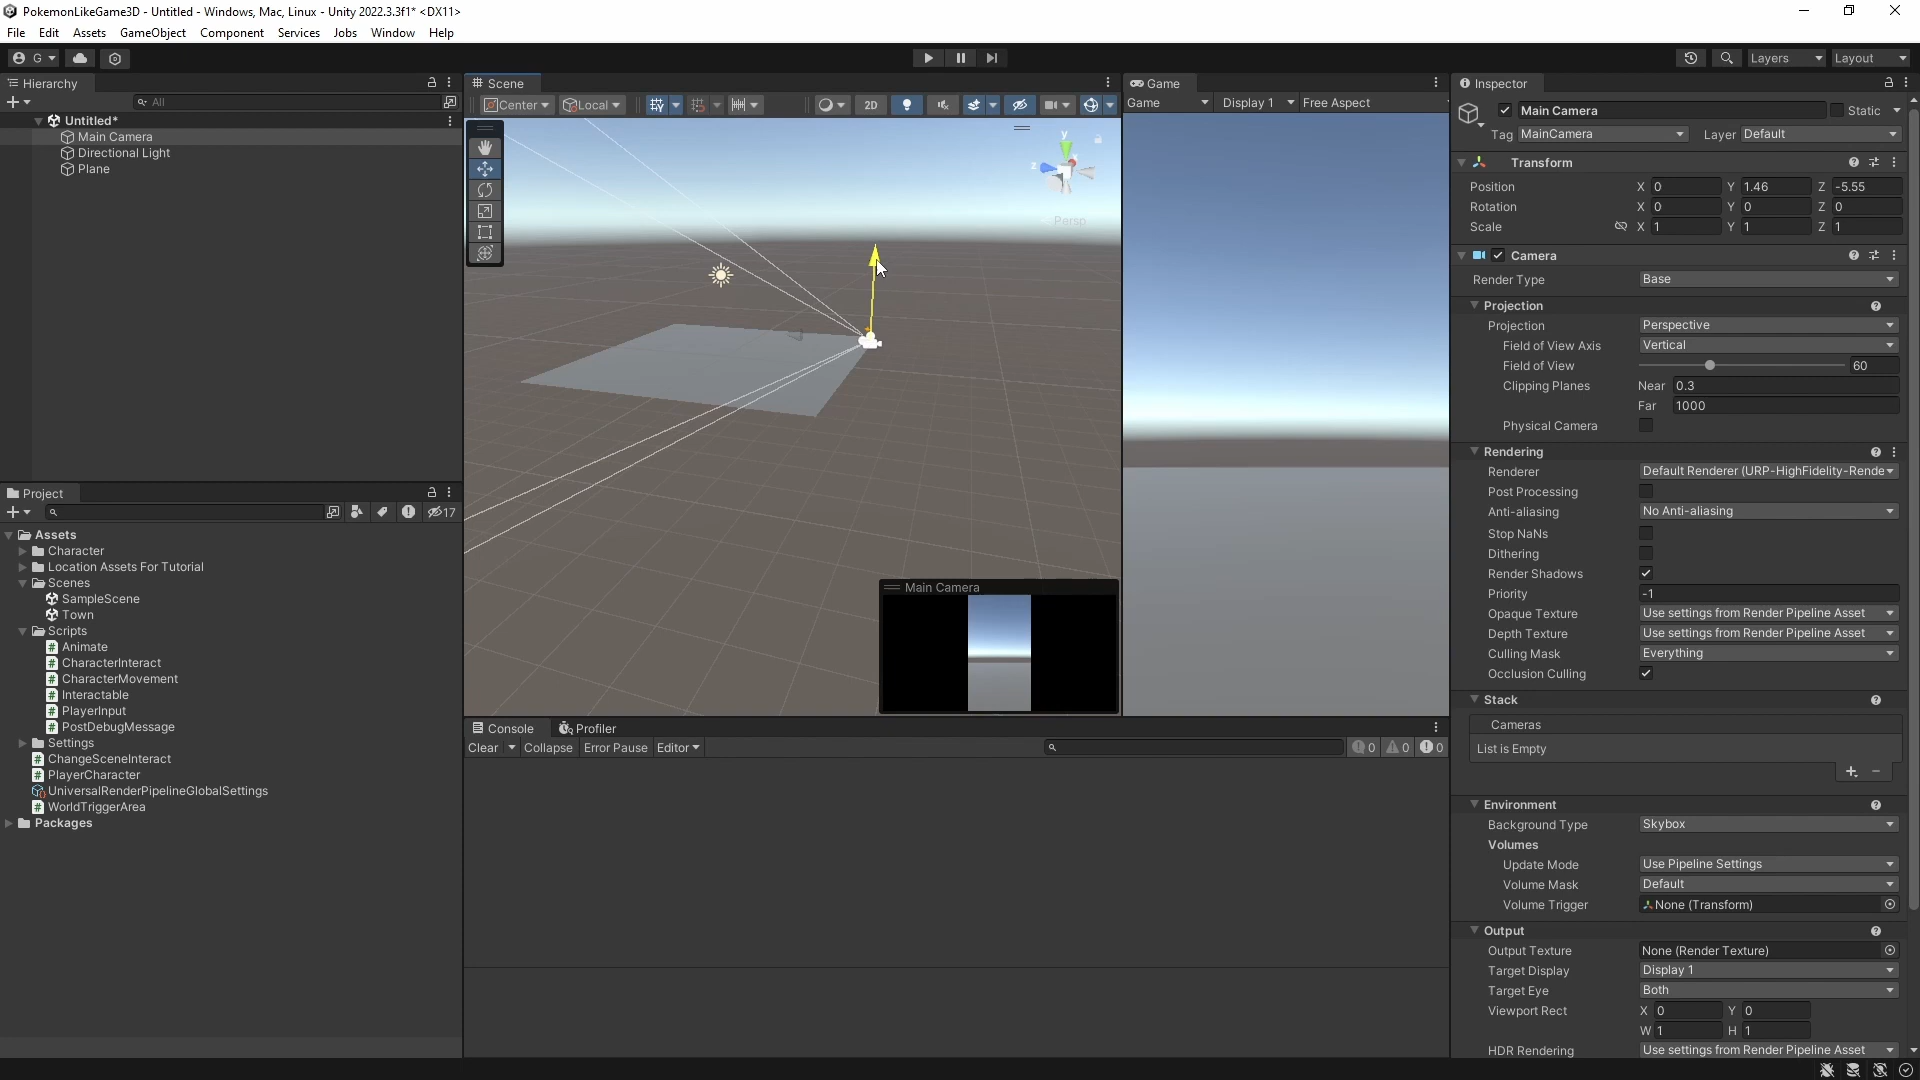 PokemonLikeGame3D - Untitled - Windows, Mac, Linux - Unity 2022.3.3f1* <DX11>
File Edit Assets GameObject Component Services Jobs Window Help
G Layers Layout
Hierarchy
All
Untitled*
Main Camera
Directional Light
Plane
Project
17
Assets
Character
Location Assets For Tutorial
Scenes
SampleScene
Town
Scripts
Animate
CharacterInteract
CharacterMovement
Interactable
PlayerInput
PostDebugMessage
Settings
ChangeSceneInteract
PlayerCharacter
UniversalRenderPipelineGlobalSettings
WorldTriggerArea
Packages
Scene
Center Local 2D
y
x
z
Persp
Main Camera
Game
Game Display 1 Free Aspect
Console Profiler
Clear Collapse Error Pause Editor 0 0 0
Inspector
Main Camera Static
Tag MainCamera Layer Default
Transform
Position X 0 Y 1.46 Z -5.55
Rotation X 0 Y 0 Z 0
Scale X 1 Y 1 Z 1
Camera
Render Type Base
Projection
Projection Perspective
Field of View Axis Vertical
Field of View 60
Clipping Planes Near 0.3
Far 1000
Physical Camera
Rendering
Renderer Default Renderer (URP-HighFidelity-Rende
Post Processing
Anti-aliasing No Anti-aliasing
Stop NaNs
Dithering
Render Shadows
Priority -1
Opaque Texture Use settings from Render Pipeline Asset
Depth Texture Use settings from Render Pipeline Asset
Culling Mask Everything
Occlusion Culling
Stack
Cameras
List is Empty
Environment
Background Type Skybox
Volumes
Update Mode Use Pipeline Settings
Volume Mask Default
Volume Trigger None (Transform)
Output
Output Texture None (Render Texture)
Target Display Display 1
Target Eye Both
Viewport Rect X 0 Y 0
W 1 H 1
HDR Rendering Use settings from Render Pipeline Asset